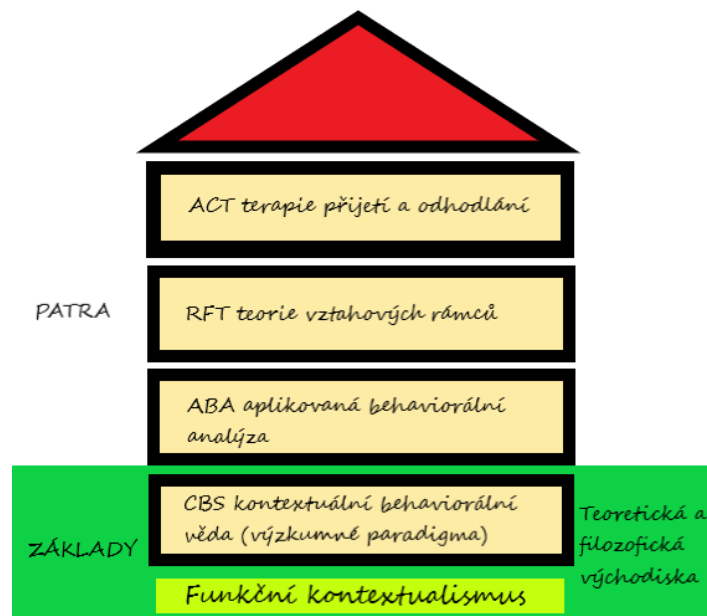 ACT terapie přijetí a odhodlání
PATRA
RFT teorie vztahových rámců
ABA aplikovaná behaviorální
analýza
ZÁKLADY
CBS kontextuální behaviorální
věda (výzkumné paradigma)
Teoretická a
filozofická
východiska
Funkční kontextualismus